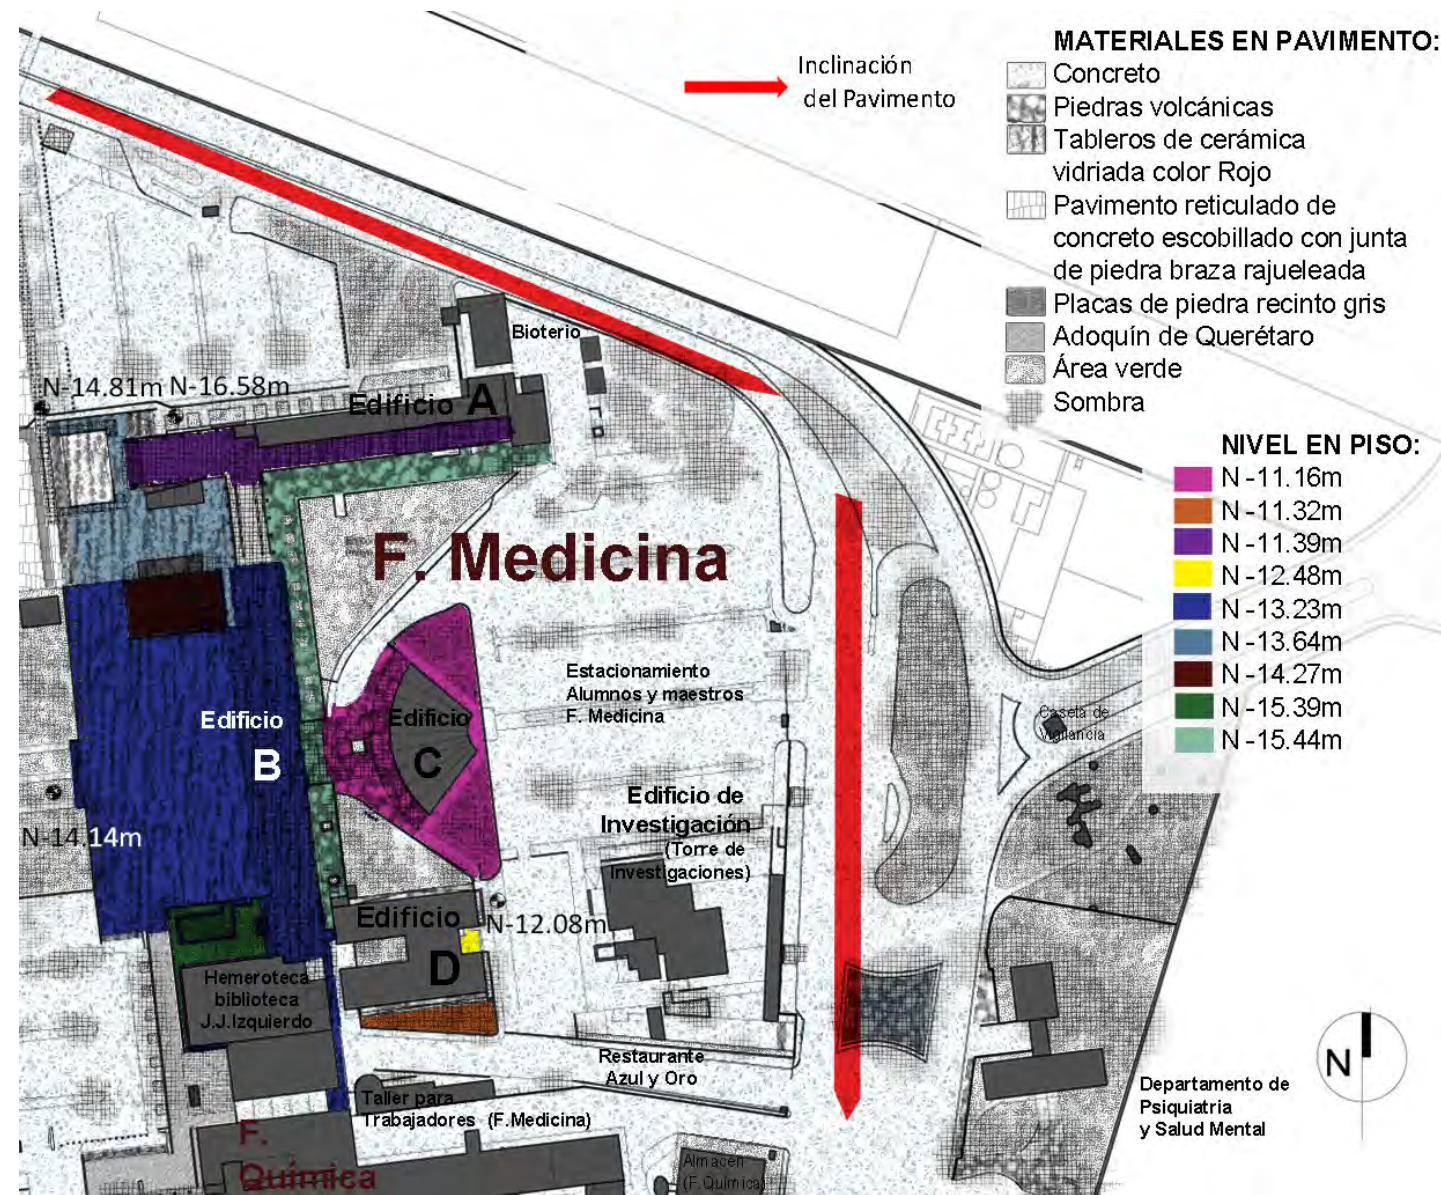 MATERIALES EN PAVIMENTO:
Concreto
Piedras volcánicas
Tableros de cerámica
vidriada color Rojo
Pavimento reticulado de
concreto escobillado con junta
de piedra braza rajueleada
Placas de piedra recinto gris
Adoquín de Querétaro
Área verde
Sombra
Inclinación
del Pavimento
NIVEL EN PISO:
N -11.16m
N -11.32m
N -11.39m
N -12.48m
N -13.23m
N -13.64m
N -14.27m
N -15.39m
N -15.44m
Bioterio
N-14.81m N-16.58m
Edificio A
F. Medicina
Estacionamiento
Alumnos y maestros
F. Medicina
Edificio
B
Edificio
C
Caseta de
Vigilancia
Edificio de
Investigación
(Torre de
Investigaciones)
N-14.14m
Edificio
D
N-12.08m
Hemeroteca
biblioteca
J.J.Izquierdo
Restaurante
Azul y Oro
Taller para
Trabajadores (F.Medicina)
Departamento de
Psiquiatria
y Salud Mental
N
F.
Química
Almacen
(F.Química)